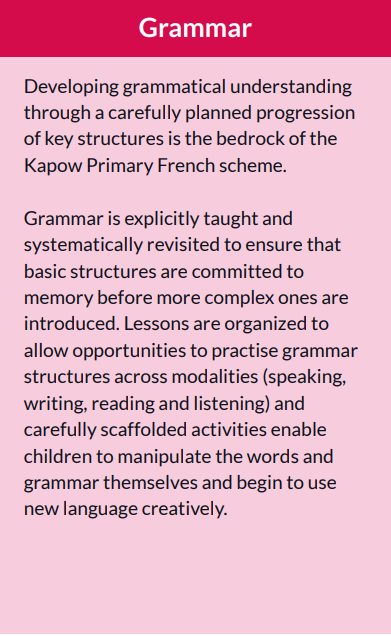 Grammar
Developing grammatical understanding
through a carefully planned progression
of key structures is the bedrock of the
Kapow Primary French scheme.
Grammar is explicitly taught and
systematically revisited to ensure that
basic structures are committed to
memory before more complex ones are
introduced. Lessons are organized to
allow opportunities to practise grammar
structures across modalities (speaking,
writing, reading and listening) and
carefully scaffolded activities enable
children to manipulate the words and
grammar themselves and begin to use
new language creatively.